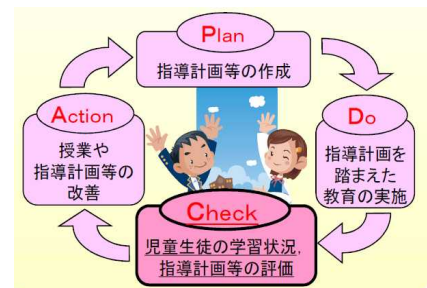 Plan
指導計画等の作成
Do
指導計画を
踏まえた
教育の実施
Check
児童生徒の学習状況,
指導計画等の評価
Action
授業や
指導計画等の
改善